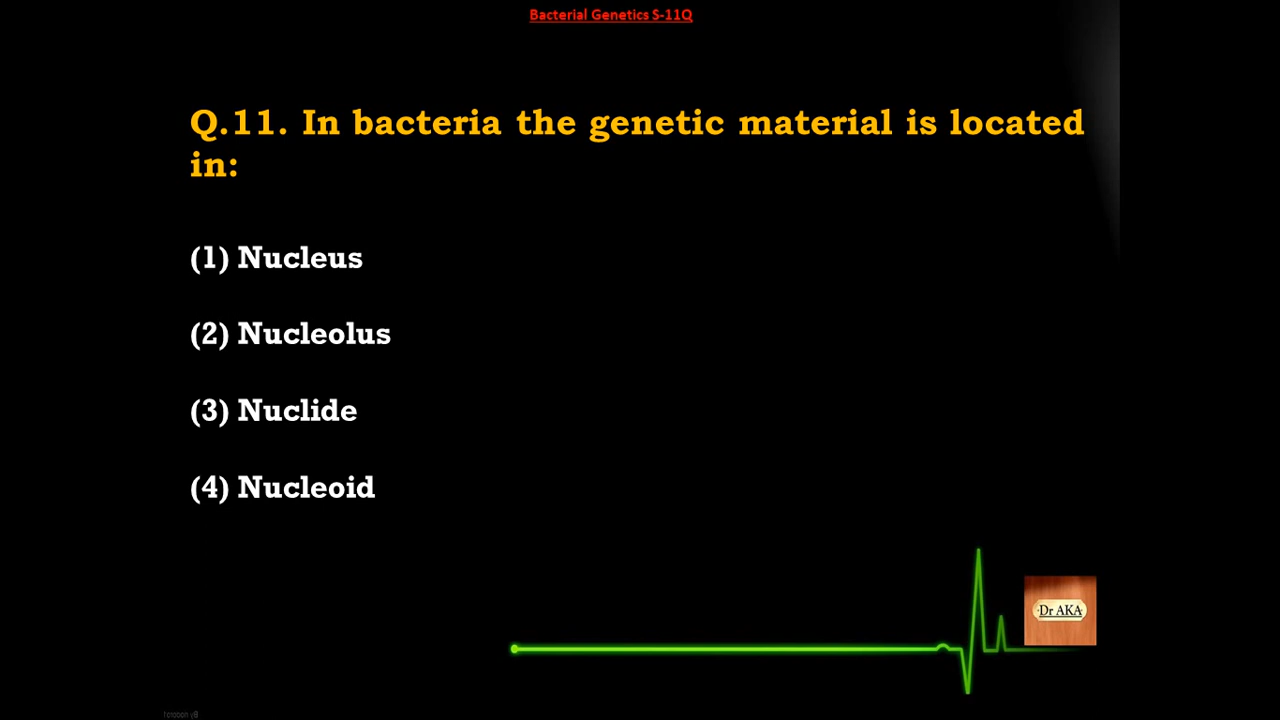 Bacterial Genetics S-11Q
Q.11. In bacteria the genetic material is located
in:
(1) Nucleus
(2) Nucleolus
(3) Nuclide
(4) Nucleoid
Dr AKA